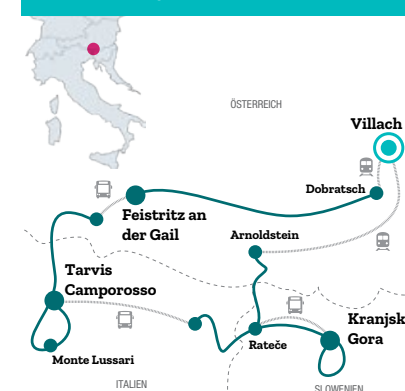 ÖSTERREICH
Villach
Dobratsch
Feistritz an
der Gail
Arnoldstein
Tarvis
Camporosso
Kranjsk
Gora
Rateče
Monte Lussari
ITALIEN
SLOWENIEN